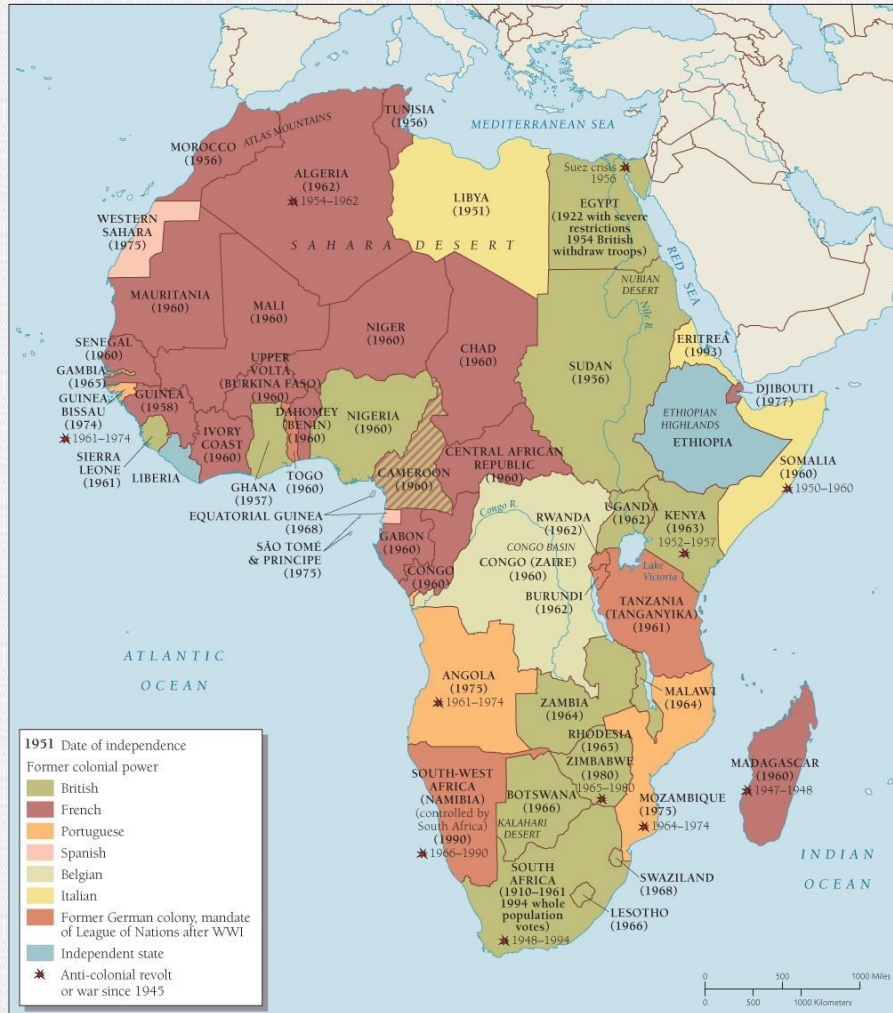 TUNISIA
(1956)
MEDITERRANEAN SEA
ATLAS MOUNTAINS
MOROCCO
(1956)
ALGERIA
(1962)
1954–1962
LIBYA
(1951)
Suez crisis
1956
EGYPT
(1922 with severe
restrictions
1954 British
withdraw troops)
WESTERN
SAHARA
(1975)
SAHARA DESERT
RED SEA
NUBIAN
DESERT
Nile R.
MAURITANIA
(1960)
MALI
(1960)
NIGER
(1960)
CHAD
(1960)
SUDAN
(1956)
ERITREA
(1993)
SENEGAL
(1960)
GAMBIA
(1965)
GUINEA
BISSAU
(1974)
1961–1974
GUINEA
(1958)
UPPER
VOLTA
(BURKINA FASO)
(1960)
DAHOMEY
(BENIN)
(1960)
NIGERIA
(1960)
DJIBOUTI
(1977)
ETHIOPIAN
HIGHLANDS
ETHIOPIA
IVORY
COAST
(1960)
SIERRA
LEONE
(1961)
LIBERIA
GHANA
(1957)
TOGO
(1960)
CAMEROON
(1960)
CENTRAL AFRICAN
REPUBLIC
(1960)
SOMALIA
(1960)
1950–1960
EQUATORIAL GUINEA
(1968)
SÃO TOMÉ
& PRINCIPE
(1975)
GABON
(1960)
CONGO
(1960)
Congo R.
CONGO BASIN
CONGO (ZAIRE)
(1960)
RWANDA
(1962)
BURUNDI
(1962)
UGANDA
(1962)
KENYA
(1963)
1952–1957
Lake
Victoria
TANZANIA
(TANGANYIKA)
(1961)
ATLANTIC
OCEAN
ANGOLA
(1975)
1961–1974
ZAMBIA
(1964)
MALAWI
(1964)
RHODESIA
(1965)
ZIMBABWE
(1980)
1965–1980
MOZAMBIQUE
(1975)
1964–1974
MADAGASCAR
(1960)
1947–1948
SOUTH-WEST
AFRICA
(NAMIBIA)
(controlled by
South Africa)
(1990)
1966–1990
BOTSWANA
(1966)
KALAHARI
DESERT
INDIAN
OCEAN
SOUTH
AFRICA
(1910–1961
1994 whole
population
votes)
1948–1994
SWAZILAND
(1968)
LESOTHO
(1966)
1951 Date of independence
Former colonial power
British
French
Portuguese
Spanish
Belgian
Italian
Former German colony, mandate
of League of Nations after WWI
Independent state
Anti-colonial revolt
or war since 1945
0 500 1000 Miles
0 500 1000 Kilometers